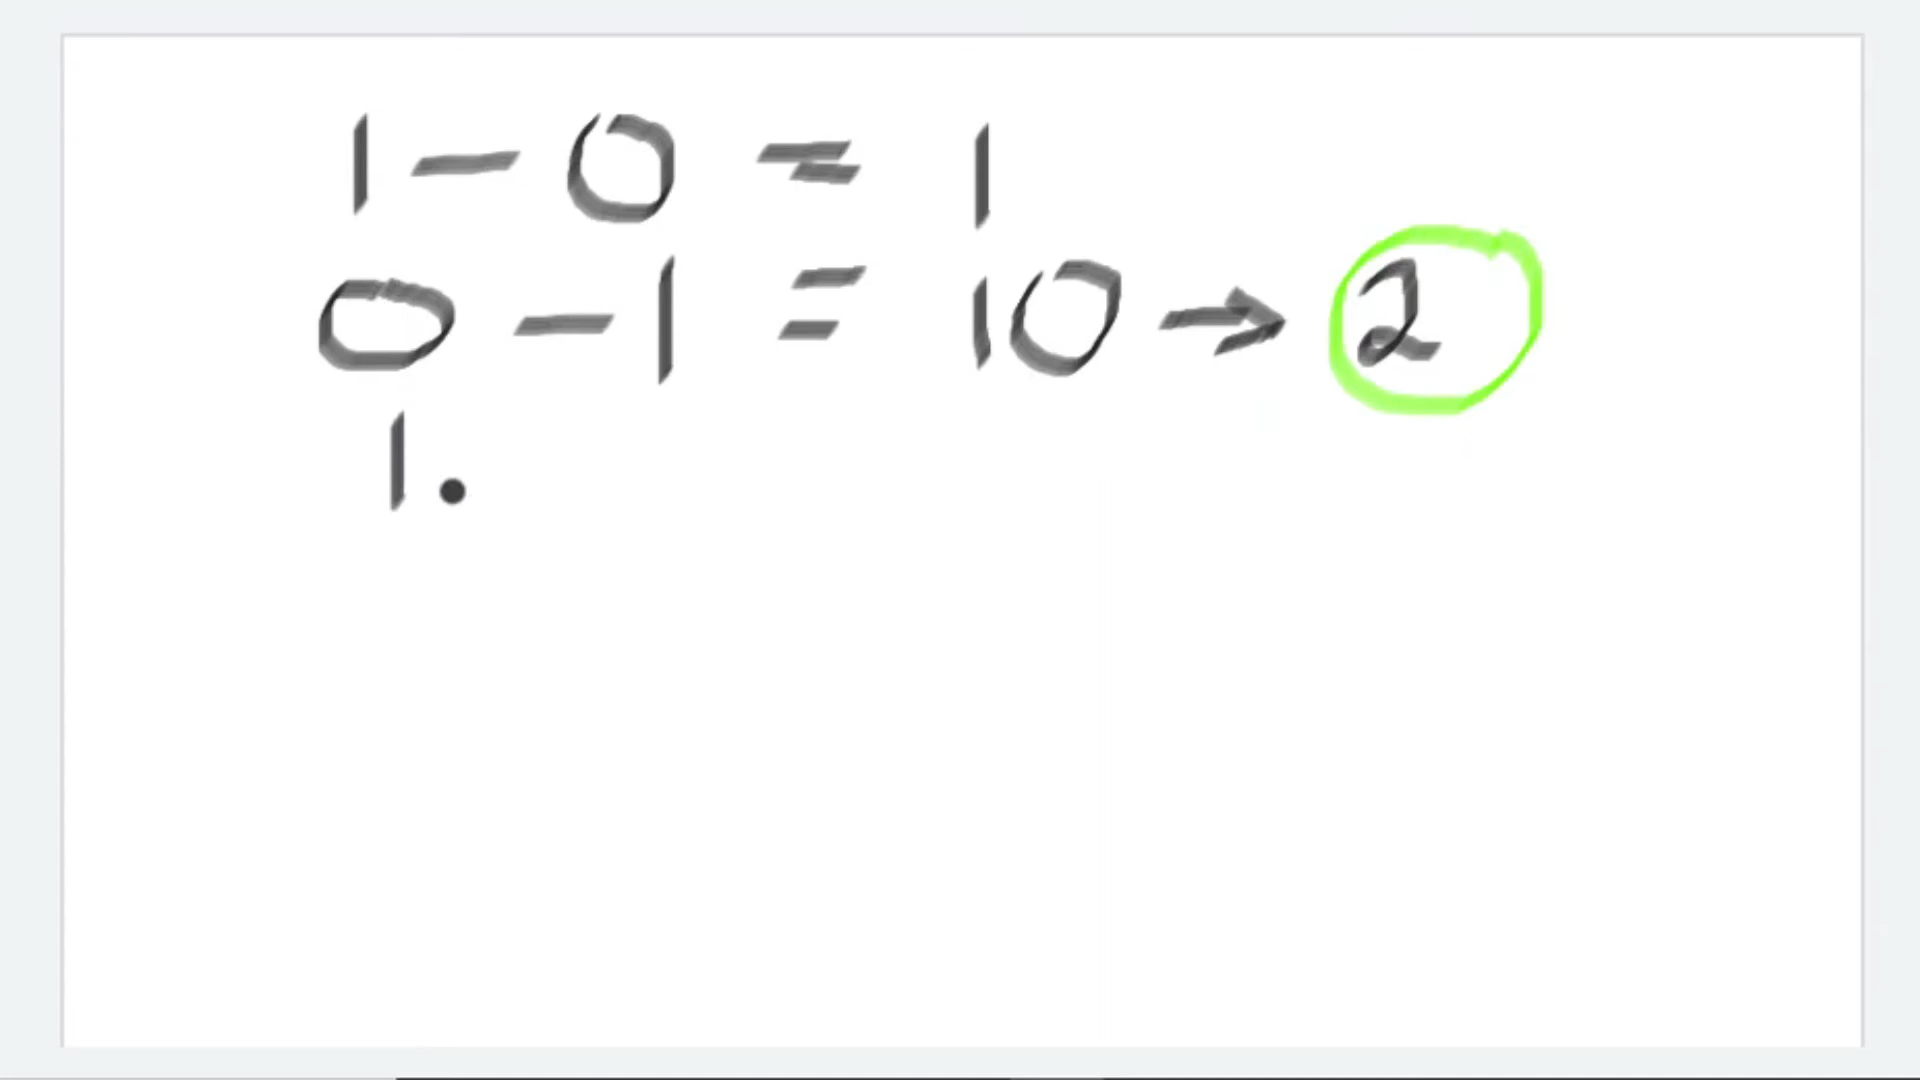 1 - 0 = 1
0 - 1 = 10 → 2
1.